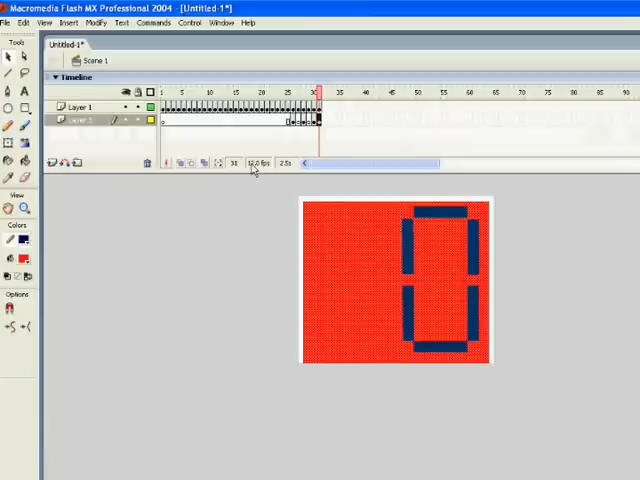 Macromedia Flash MX Professional 2004 - [Untitled-1*]
File Edit View Insert Modify Text Commands Control Window Help
Tools
Untitled-1*
Scene 1
Timeline
1 5 10 15 20 25 30 35 40 45 50 55 60 65 70 75 80 85 90
Layer 1
31 12.0 fps 2.5s
View
Colors
Options
0